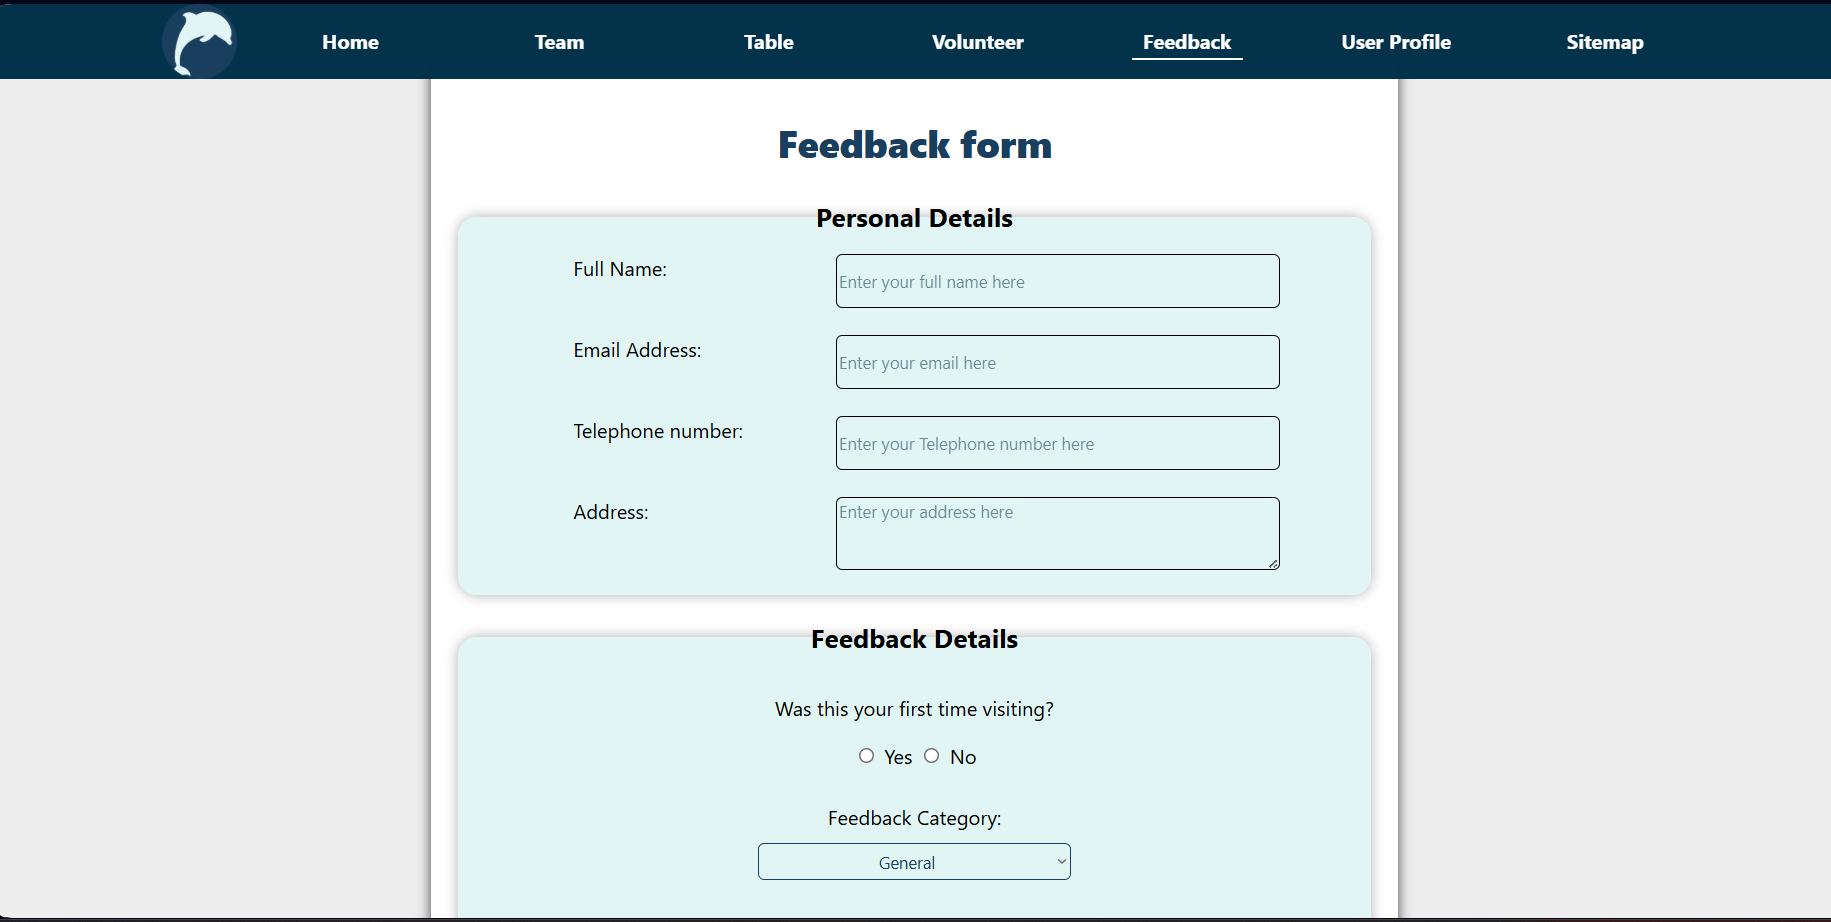 Home Team Table Volunteer Feedback User Profile Sitemap
Feedback form
Personal Details
Full Name:
Enter your full name here
Email Address:
Enter your email here
Telephone number:
Enter your Telephone number here
Address:
Enter your address here
Feedback Details
Was this your first time visiting?
Yes No
Feedback Category:
General